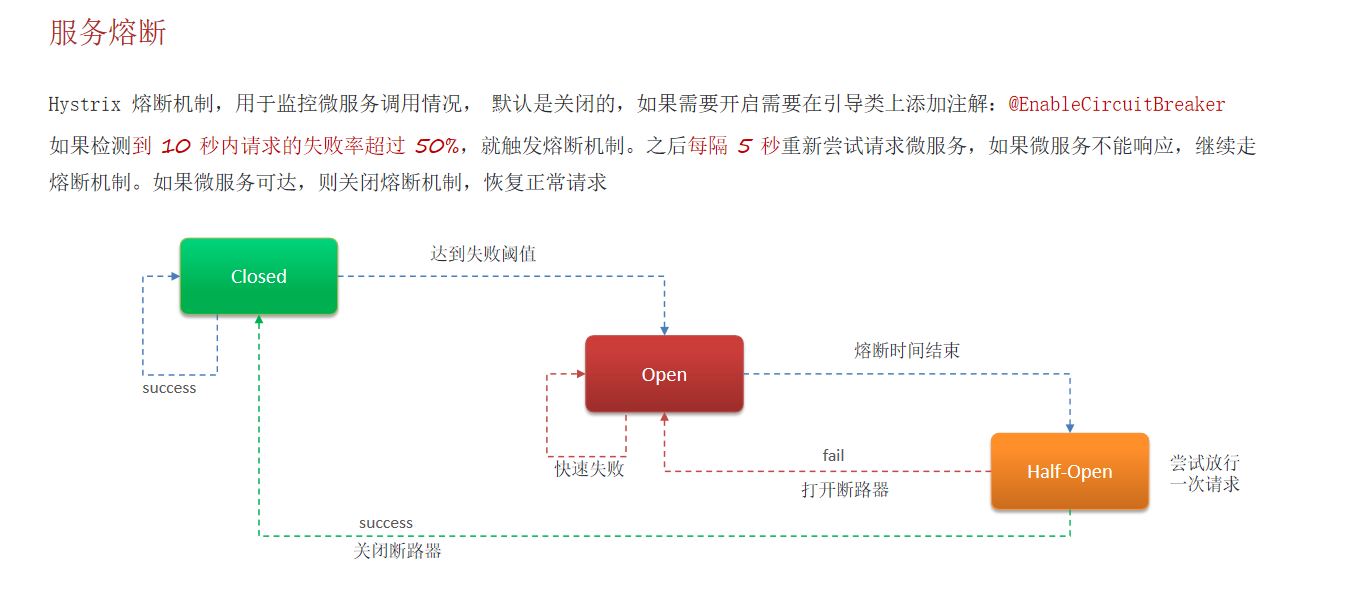 服务熔断
Hystrix 熔断机制，用于监控微服务调用情况， 默认是关闭的，如果需要开启需要在引导类上添加注解：@EnableCircuitBreaker
如果检测到 10 秒内请求的失败率超过 50%，就触发熔断机制。之后每隔 5 秒重新尝试请求微服务，如果微服务不能响应，继续走
熔断机制。如果微服务可达，则关闭熔断机制，恢复正常请求
达到失败阈值
Closed
熔断时间结束
Open
success
fail
快速失败
Half-Open
尝试放行
一次请求
打开断路器
success
关闭断路器